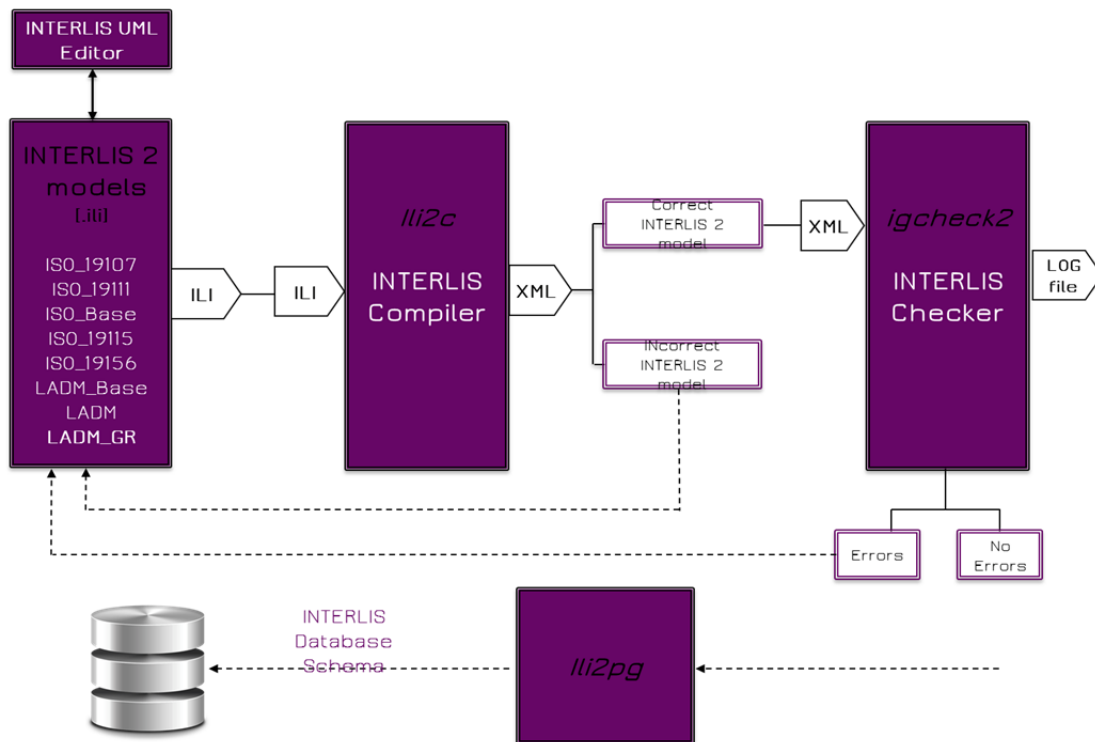 INTERLIS UML
Editor
INTERLIS 2
models
[.ili]
ISO_19107
ISO_19111
ISO_Base
ISO_19115
ISO_19156
LADM_Base
LADM
LADM_GR
ILI
ILI
Ili2c
INTERLIS
Compiler
XML
Correct
INTERLIS 2
model
INcorrect
INTERLIS 2
model
XML
igcheck2
INTERLIS
Checker
LOG
file
Errors
No
Errors
INTERLIS
Database
Schema
Ili2pg